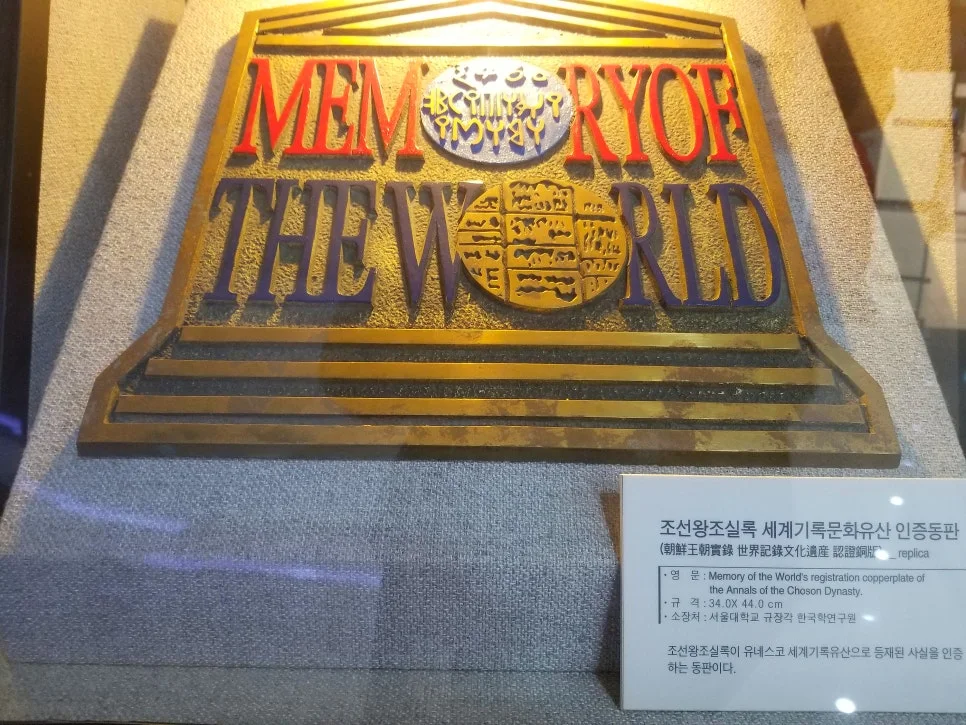 MEMORY OF
THE WORLD
조선왕조실록 세계기록문화유산 인증동판
(朝鮮王朝實錄 世界記錄文化遺産 認證銅版) _ replica
· 영 문 : Memory of the World's registration copperplate of
the Annals of the Choson Dynasty.
· 규 격 : 34.0X 44.0 cm
· 소장처 : 서울대학교 규장각 한국학연구원
조선왕조실록이 유네스코 세계기록유산으로 등재된 사실을 인증
하는 동판이다.